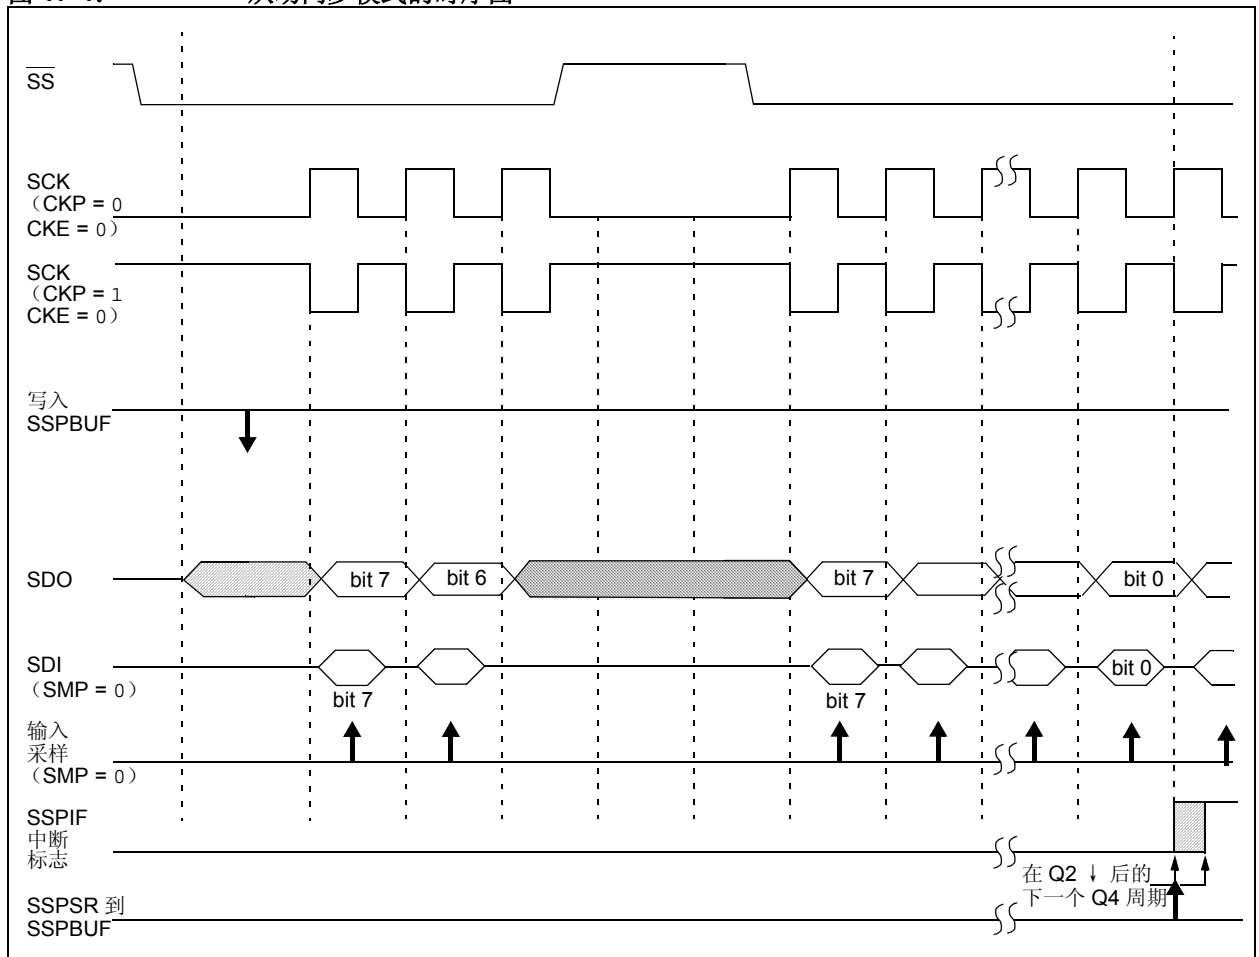 SS
SCK
（CKP = 0
CKE = 0）
SCK
（CKP = 1
CKE = 0）
写入
SSPBUF
SDO
bit 7
bit 6
bit 7
bit 0
SDI
（SMP = 0）
bit 7
bit 7
bit 0
输入
采样
（SMP = 0）
SSPIF
中断
标志
在 Q2 ↓ 后的
下一个 Q4 周期
SSPSR 到
SSPBUF